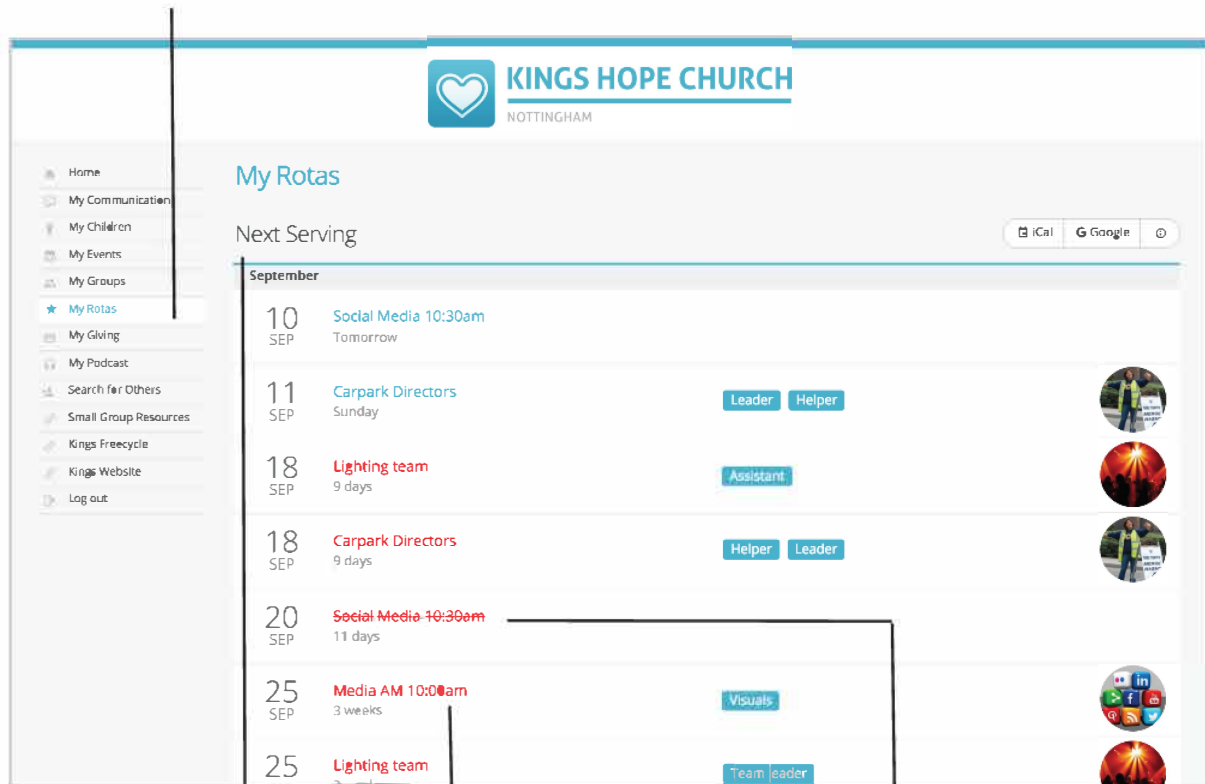 KINGS HOPE CHURCH
NOTTINGHAM
Home
My Communication
My Children
My Events
My Groups
My Rotas
My Giving
My Podcast
Search for Others
Small Group Resources
Kings Freecycle
Kings Website
Log out
My Rotas
Next Serving
iCal
G Google
September
10 SEP
Social Media 10:30am
Tomorrow
11 SEP
Carpark Directors
Sunday
Leader
Helper
18 SEP
Lighting team
9 days
Assistant
18 SEP
Carpark Directors
9 days
Helper
Leader
20 SEP
Social Media 10:30am
11 days
25 SEP
Media AM 10:00am
3 weeks
Visuals
25
Lighting team
Team leader